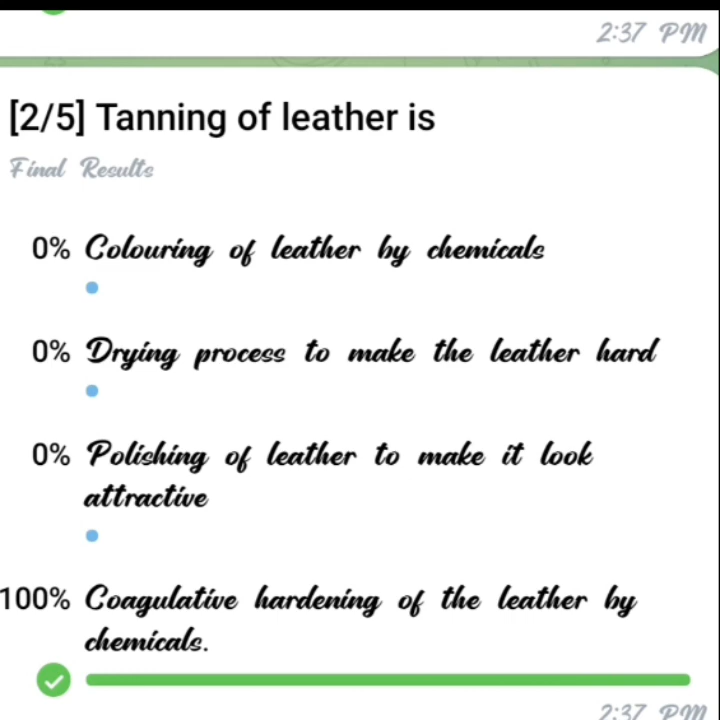 2:37 PM
[2/5] Tanning of leather is
Final Results
0% Colouring of leather by chemicals
0% Drying process to make the leather hard
0% Polishing of leather to make it look
attractive
100% Coagulative hardening of the leather by
chemicals.
2:37 PM